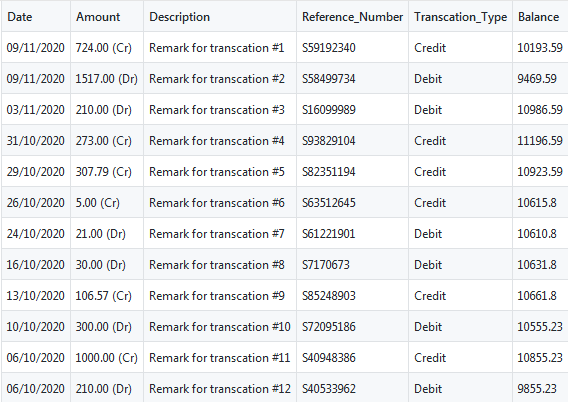 Date Amount Description Reference_Number Transcation_Type Balance
09/11/2020 724.00 (Cr) Remark for transcation #1 S59192340 Credit 10193.59
09/11/2020 1517.00 (Dr) Remark for transcation #2 S58499734 Debit 9469.59
03/11/2020 210.00 (Dr) Remark for transcation #3 S16099989 Debit 10986.59
31/10/2020 273.00 (Cr) Remark for transcation #4 S93829104 Credit 11196.59
29/10/2020 307.79 (Cr) Remark for transcation #5 S82351194 Credit 10923.59
26/10/2020 5.00 (Cr) Remark for transcation #6 S63512645 Credit 10615.8
24/10/2020 21.00 (Dr) Remark for transcation #7 S61221901 Debit 10610.8
16/10/2020 30.00 (Dr) Remark for transcation #8 S7170673 Debit 10631.8
13/10/2020 106.57 (Cr) Remark for transcation #9 S85248903 Credit 10661.8
10/10/2020 300.00 (Dr) Remark for transcation #10 S72095186 Debit 10555.23
06/10/2020 1000.00 (Cr) Remark for transcation #11 S40948386 Credit 10855.23
06/10/2020 210.00 (Dr) Remark for transcation #12 S40533962 Debit 9855.23